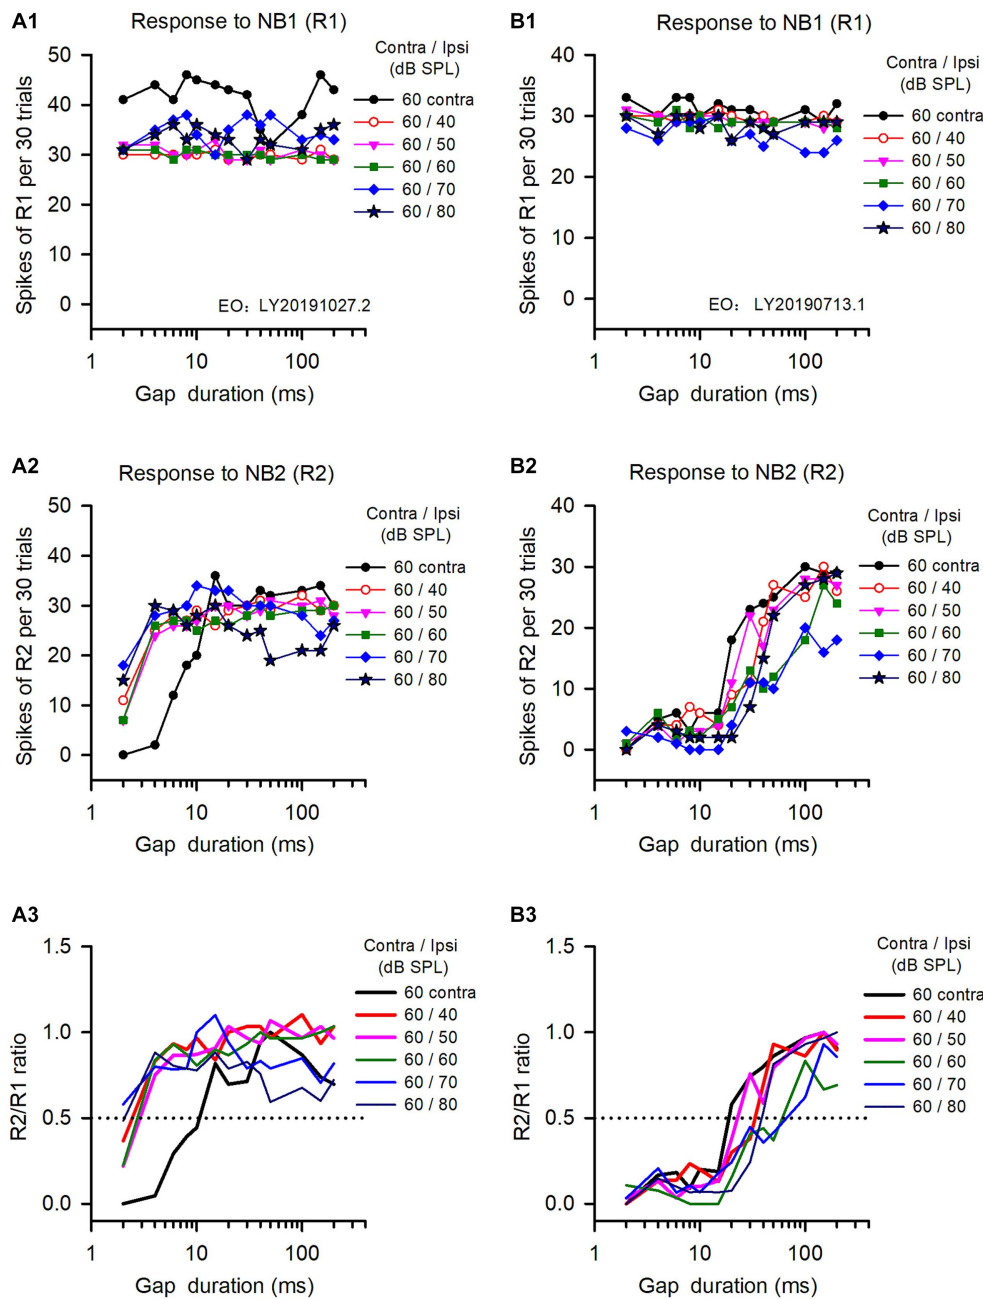 A1
Response to NB1 (R1)
Contra / Ipsi
(dB SPL)
60 contra
60 / 40
60 / 50
60 / 60
60 / 70
60 / 80
50
40
30
20
10
0
Spikes of R1 per 30 trials
EO: LY20191027.2
1
10
100
Gap duration (ms)
B1
Response to NB1 (R1)
Contra / Ipsi
(dB SPL)
60 contra
60 / 40
60 / 50
60 / 60
60 / 70
60 / 80
40
30
20
10
0
Spikes of R1 per 30 trials
EO: LY20190713.1
1
10
100
Gap duration (ms)
A2
Response to NB2 (R2)
Contra / Ipsi
(dB SPL)
60 contra
60 / 40
60 / 50
60 / 60
60 / 70
60 / 80
50
40
30
20
10
0
Spikes of R2 per 30 trials
1
10
100
Gap duration (ms)
B2
Response to NB2 (R2)
Contra / Ipsi
(dB SPL)
60 contra
60 / 40
60 / 50
60 / 60
60 / 70
60 / 80
40
30
20
10
0
Spikes of R2 per 30 trials
1
10
100
Gap duration (ms)
A3
Contra / Ipsi
(dB SPL)
60 contra
60 / 40
60 / 50
60 / 60
60 / 70
60 / 80
1.5
1.0
0.5
0.0
R2/R1 ratio
1
10
100
Gap duration (ms)
B3
Contra / Ipsi
(dB SPL)
60 contra
60 / 40
60 / 50
60 / 60
60 / 70
60 / 80
1.5
1.0
0.5
0.0
R2/R1 ratio
1
10
100
Gap duration (ms)